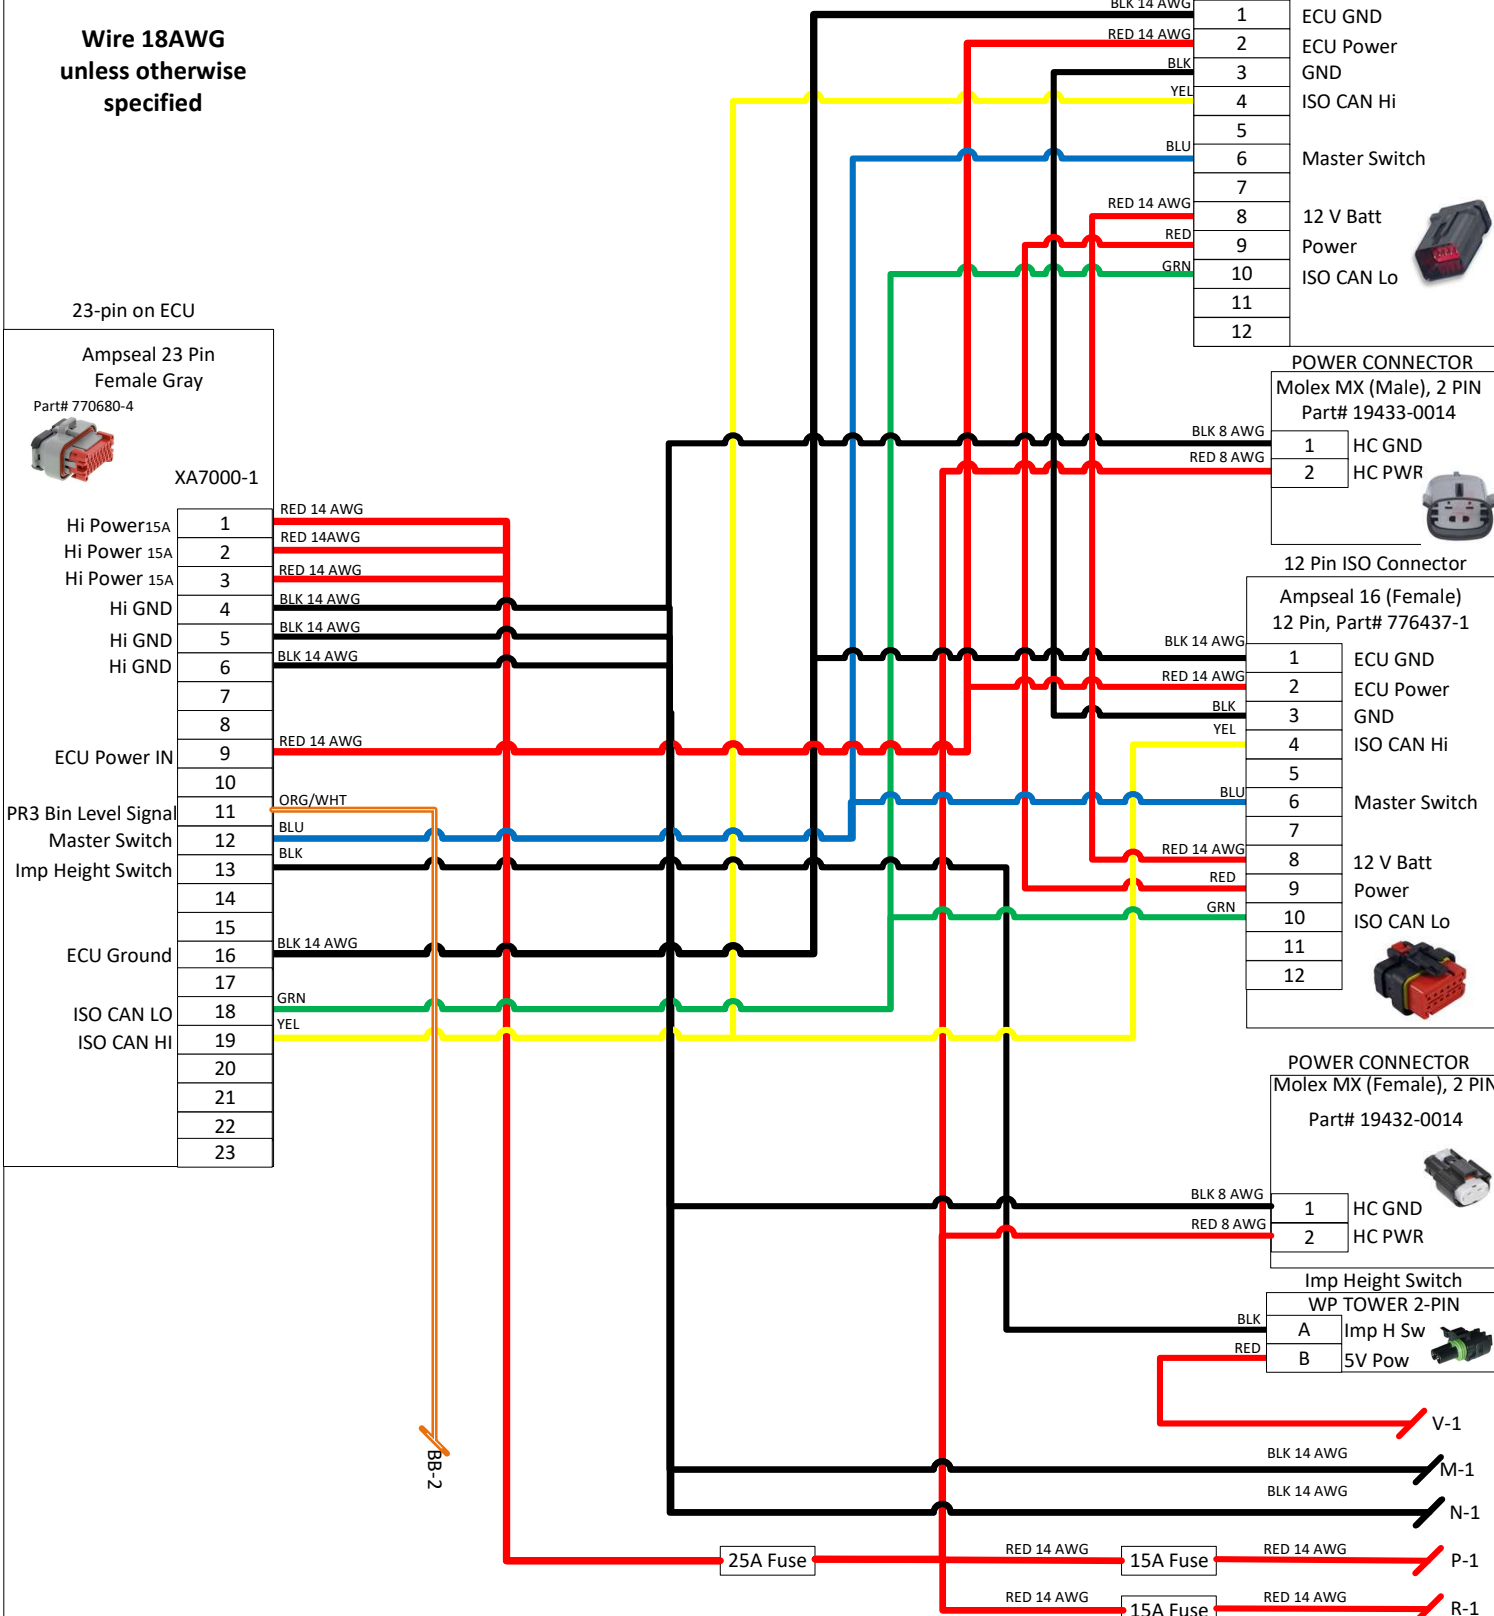 Wire 18AWG
unless otherwise
specified
BLK 14 AWG
1 ECU GND
RED 14 AWG
2 ECU Power
BLK
3 GND
YEL
4 ISO CAN Hi
5
BLU
6 Master Switch
7
RED 14 AWG
8 12 V Batt
RED
9 Power
GRN
10 ISO CAN Lo
11
12
23-pin on ECU
Ampseal 23 Pin
Female Gray
Part# 770680-4
XA7000-1
Hi Power15A 1 RED 14 AWG
Hi Power 15A 2 RED 14AWG
Hi Power 15A 3 RED 14 AWG
Hi GND 4 BLK 14 AWG
Hi GND 5 BLK 14 AWG
Hi GND 6 BLK 14 AWG
7
8
ECU Power IN 9 RED 14 AWG
10
PR3 Bin Level Signal 11 ORG/WHT
Master Switch 12 BLU
Imp Height Switch 13 BLK
14
15
ECU Ground 16 BLK 14 AWG
17
ISO CAN LO 18 GRN
ISO CAN HI 19 YEL
20
21
22
23
POWER CONNECTOR
Molex MX (Male), 2 PIN
Part# 19433-0014
BLK 8 AWG 1 HC GND
RED 8 AWG 2 HC PWR
12 Pin ISO Connector
Ampseal 16 (Female)
12 Pin, Part# 776437-1
BLK 14 AWG 1 ECU GND
RED 14 AWG 2 ECU Power
BLK 3 GND
YEL 4 ISO CAN Hi
5
BLU 6 Master Switch
7
RED 14 AWG 8 12 V Batt
RED 9 Power
GRN 10 ISO CAN Lo
11
12
POWER CONNECTOR
Molex MX (Female), 2 PIN
Part# 19432-0014
BLK 8 AWG 1 HC GND
RED 8 AWG 2 HC PWR
Imp Height Switch
WP TOWER 2-PIN
BLK A Imp H Sw
RED B 5V Pow
V-1
BB-2
BLK 14 AWG M-1
BLK 14 AWG N-1
25A Fuse RED 14 AWG 15A Fuse RED 14 AWG P-1
RED 14 AWG 15A Fuse RED 14 AWG R-1